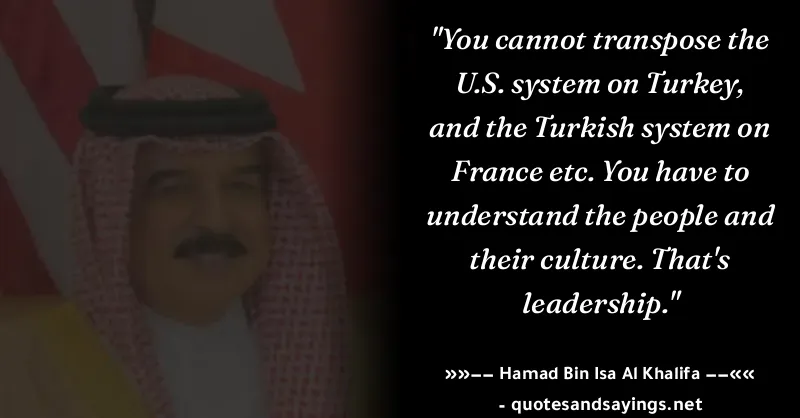 "You cannot transpose the
U.S. system on Turkey,
and the Turkish system on
France etc. You have to
understand the people and
their culture. That's
leadership."
»»−− Hamad Bin Isa Al Khalifa −−««
- quotesandsayings.net